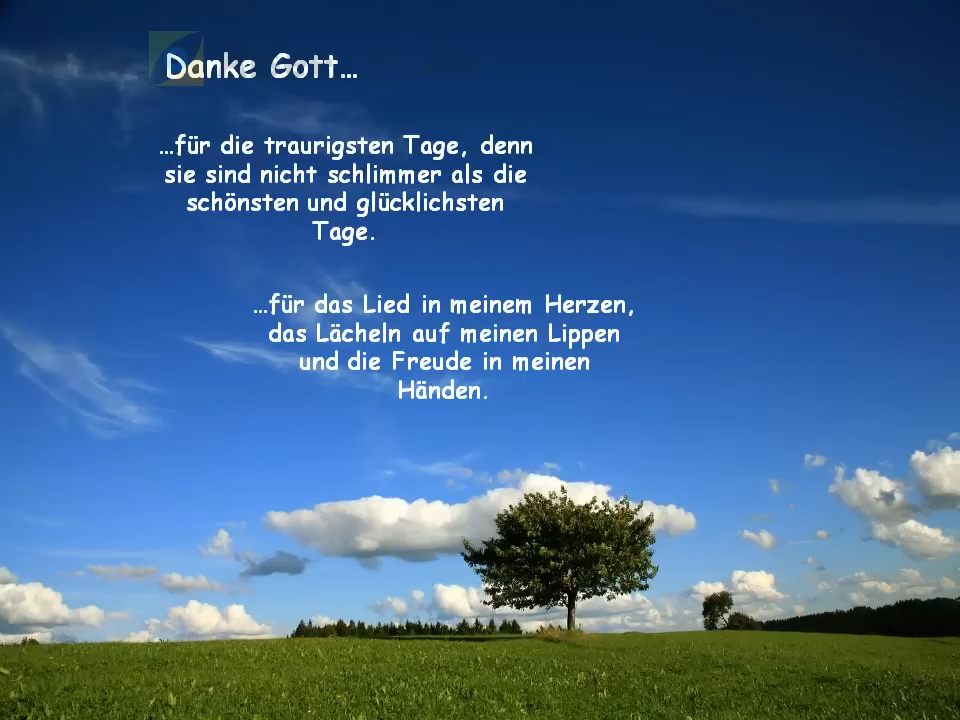 Danke Gott...
...für die traurigsten Tage, denn
sie sind nicht schlimmer als die
schönsten und glücklichsten
Tage.
...für das Lied in meinem Herzen,
das Lächeln auf meinen Lippen
und die Freude in meinen
Händen.